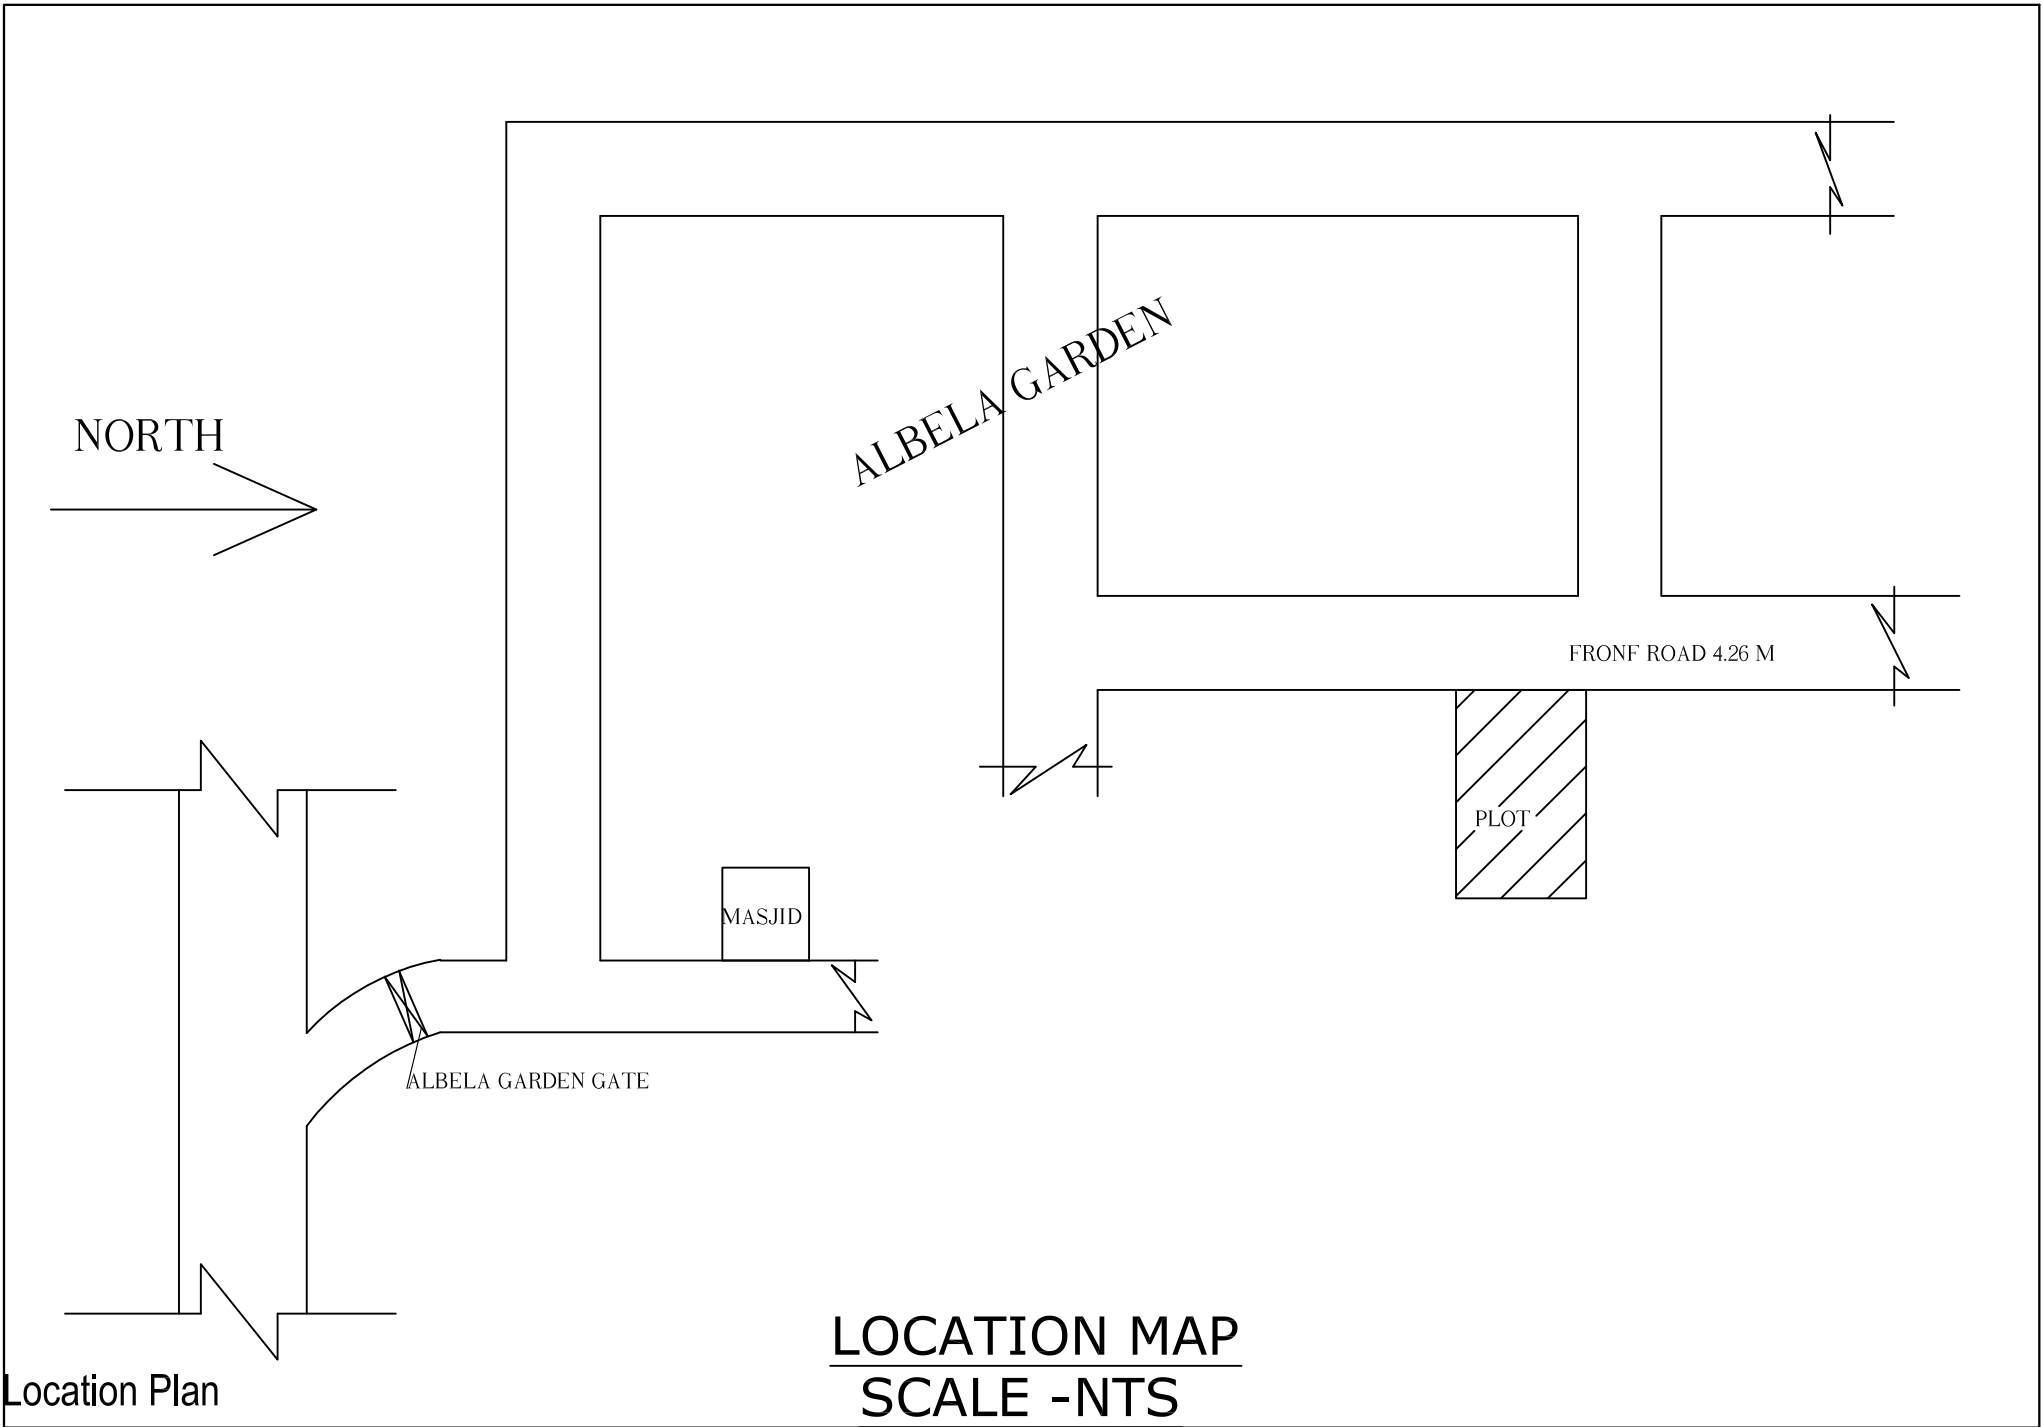 ALBELA GARDEN
NORTH
FRONF ROAD 4.26 M
PLOT
MASJID
ALBELA GARDEN GATE
LOCATION MAP
SCALE -NTS
Location Plan